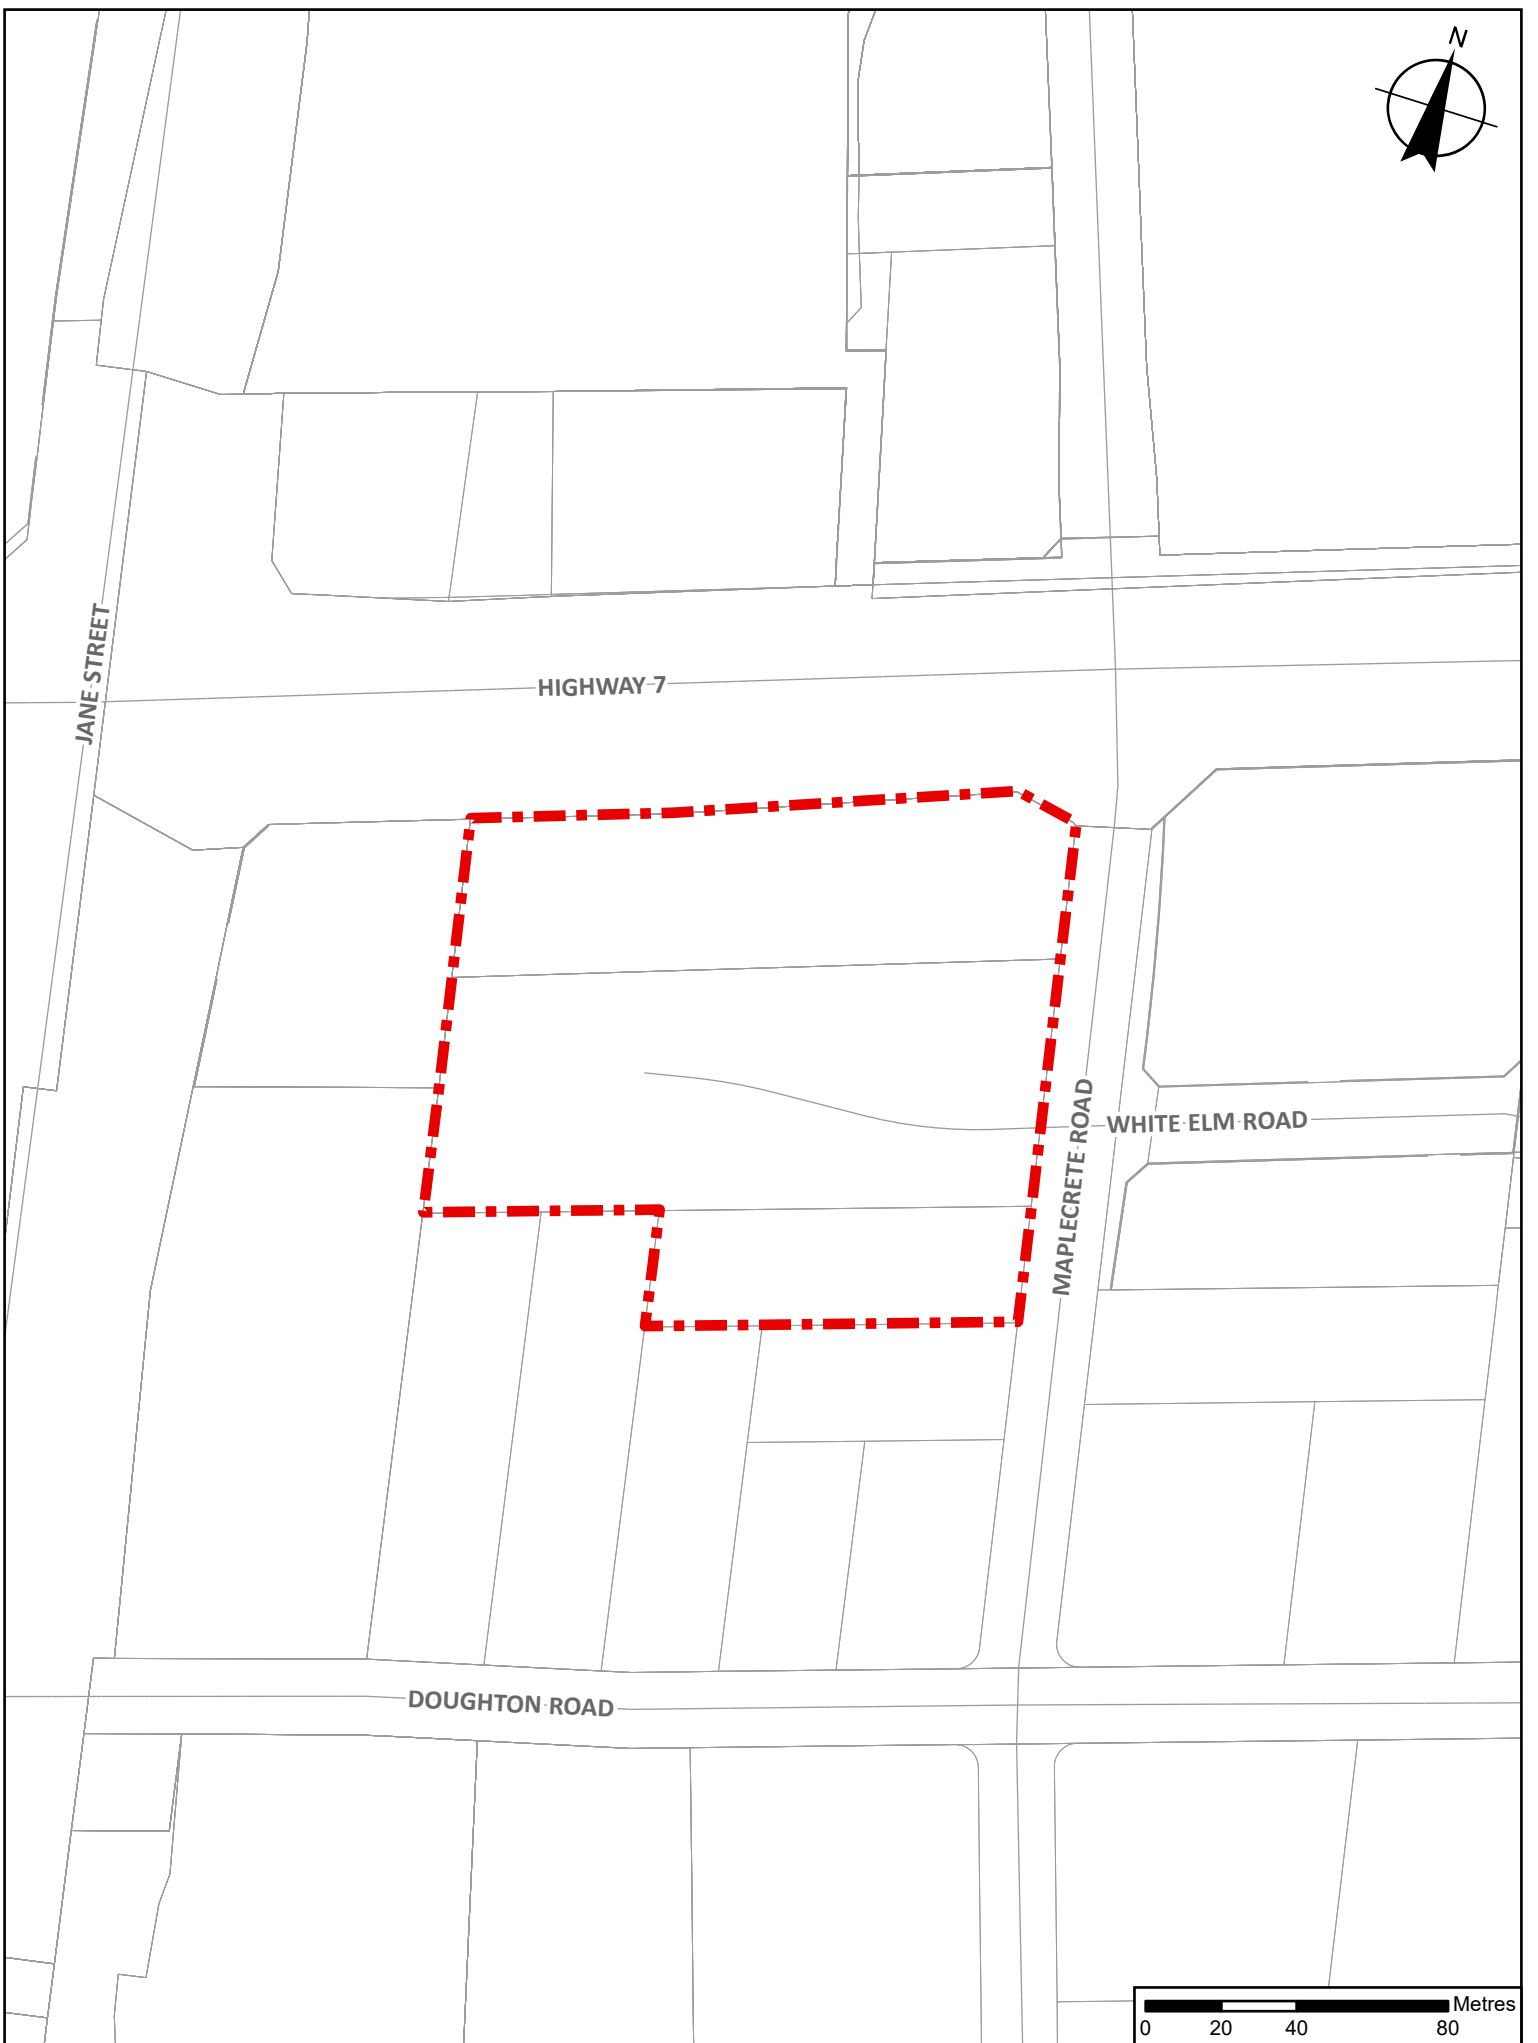 N
JANE STREET
HIGHWAY 7
MAPLECRETE ROAD
WHITE ELM ROAD
DOUGHTON ROAD
Metres
0 20 40 80